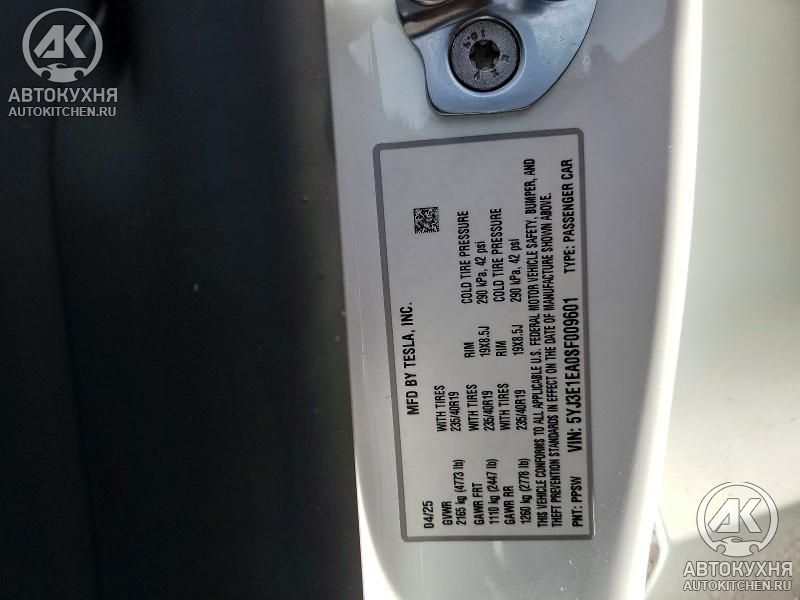 AK
АВТОКУХНЯ
AUTOKITCHEN.RU
MFD BY TESLA, INC.
04/25
GVWR WITH TIRES
2165 kg (4773 lb) 235/40R19
GAWR FRT WITH TIRES RIM COLD TIRE PRESSURE
1110 kg (2447 lb) 235/40R19 19X8.5J 290 kPa, 42 psi
GAWR RR WITH TIRES RIM COLD TIRE PRESSURE
1260 kg (2778 lb) 235/40R19 19X8.5J 290 kPa, 42 psi
THIS VEHICLE CONFORMS TO ALL APPLICABLE U.S. FEDERAL MOTOR VEHICLE SAFETY, BUMPER, AND
THEFT PREVENTION STANDARDS IN EFFECT ON THE DATE OF MANUFACTURE SHOWN ABOVE.
PNT: PPSW VIN: 5YJ3E1EA0SF009601 TYPE: PASSENGER CAR
AK
АВТОКУХНЯ
AUTOKITCHEN.RU